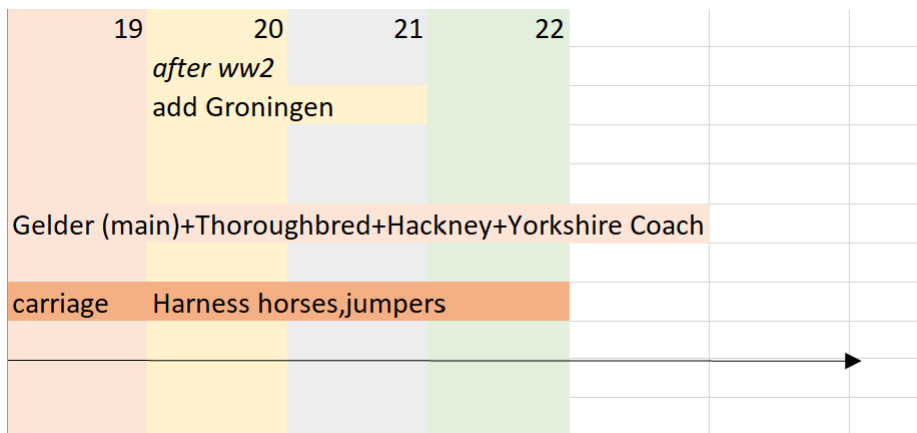 19 20 21 22
after ww2
add Groningen
Gelder (main)+Thoroughbred+Hackney+Yorkshire Coach
carriage Harness horses,jumpers